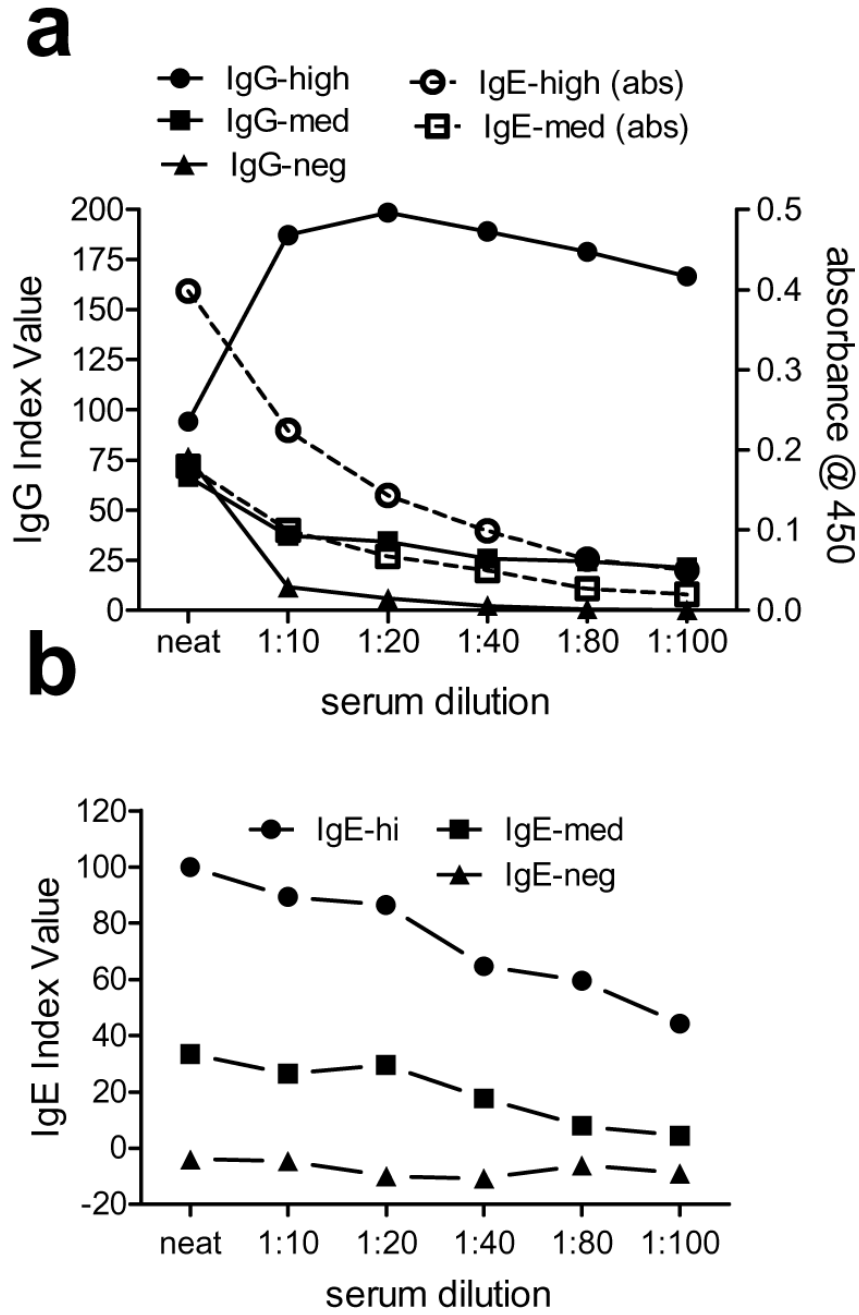 a
IgG-high
IgE-high (abs)
IgG-med
IgE-med (abs)
IgG-neg
200
175
150
125
100
75
50
25
0
IgG Index Value
0.5
0.4
0.3
0.2
0.1
0.0
absorbance @ 450
neat 1:10 1:20 1:40 1:80 1:100
serum dilution
b
IgE-hi
IgE-med
IgE-neg
120
100
80
60
40
20
0
-20
IgE Index Value
neat 1:10 1:20 1:40 1:80 1:100
serum dilution